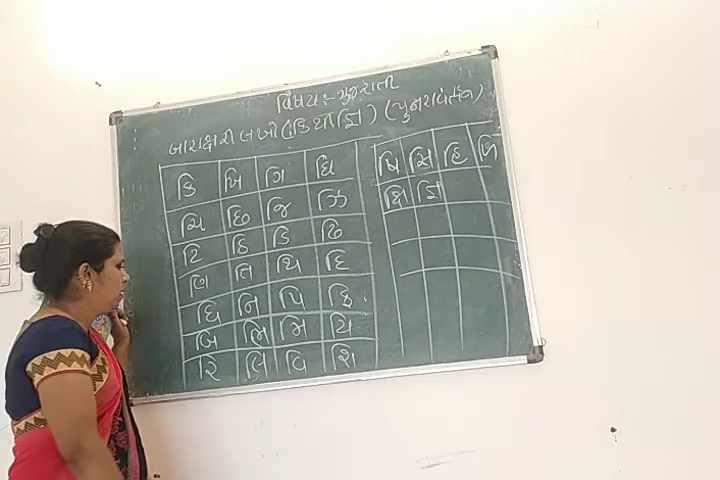 વિષય:- ગુજરાતી
બારાક્ષરી લખો (કિ થી જ્ઞિ) (પુનરાવર્તન)
કિ ખિ ગિ ઘિ
ચિ છિ જિ ઝિ
ટિ ઠિ ડિ ઢિ
ણિ તિ થિ દિ
ધિ નિ પિ ફિ
બિ ભિ મિ યિ
રિ લિ વિ શિ
ષિ સિ હિ ળિ
ક્ષિ જ્ઞિ